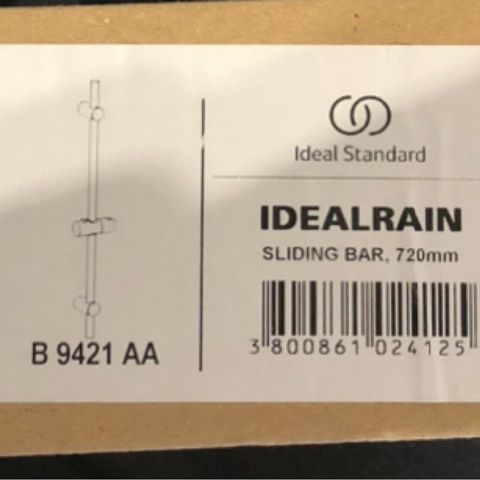 Ideal Standard
IDEALRAIN
SLIDING BAR, 720mm
3 800861 024125
B 9421 AA